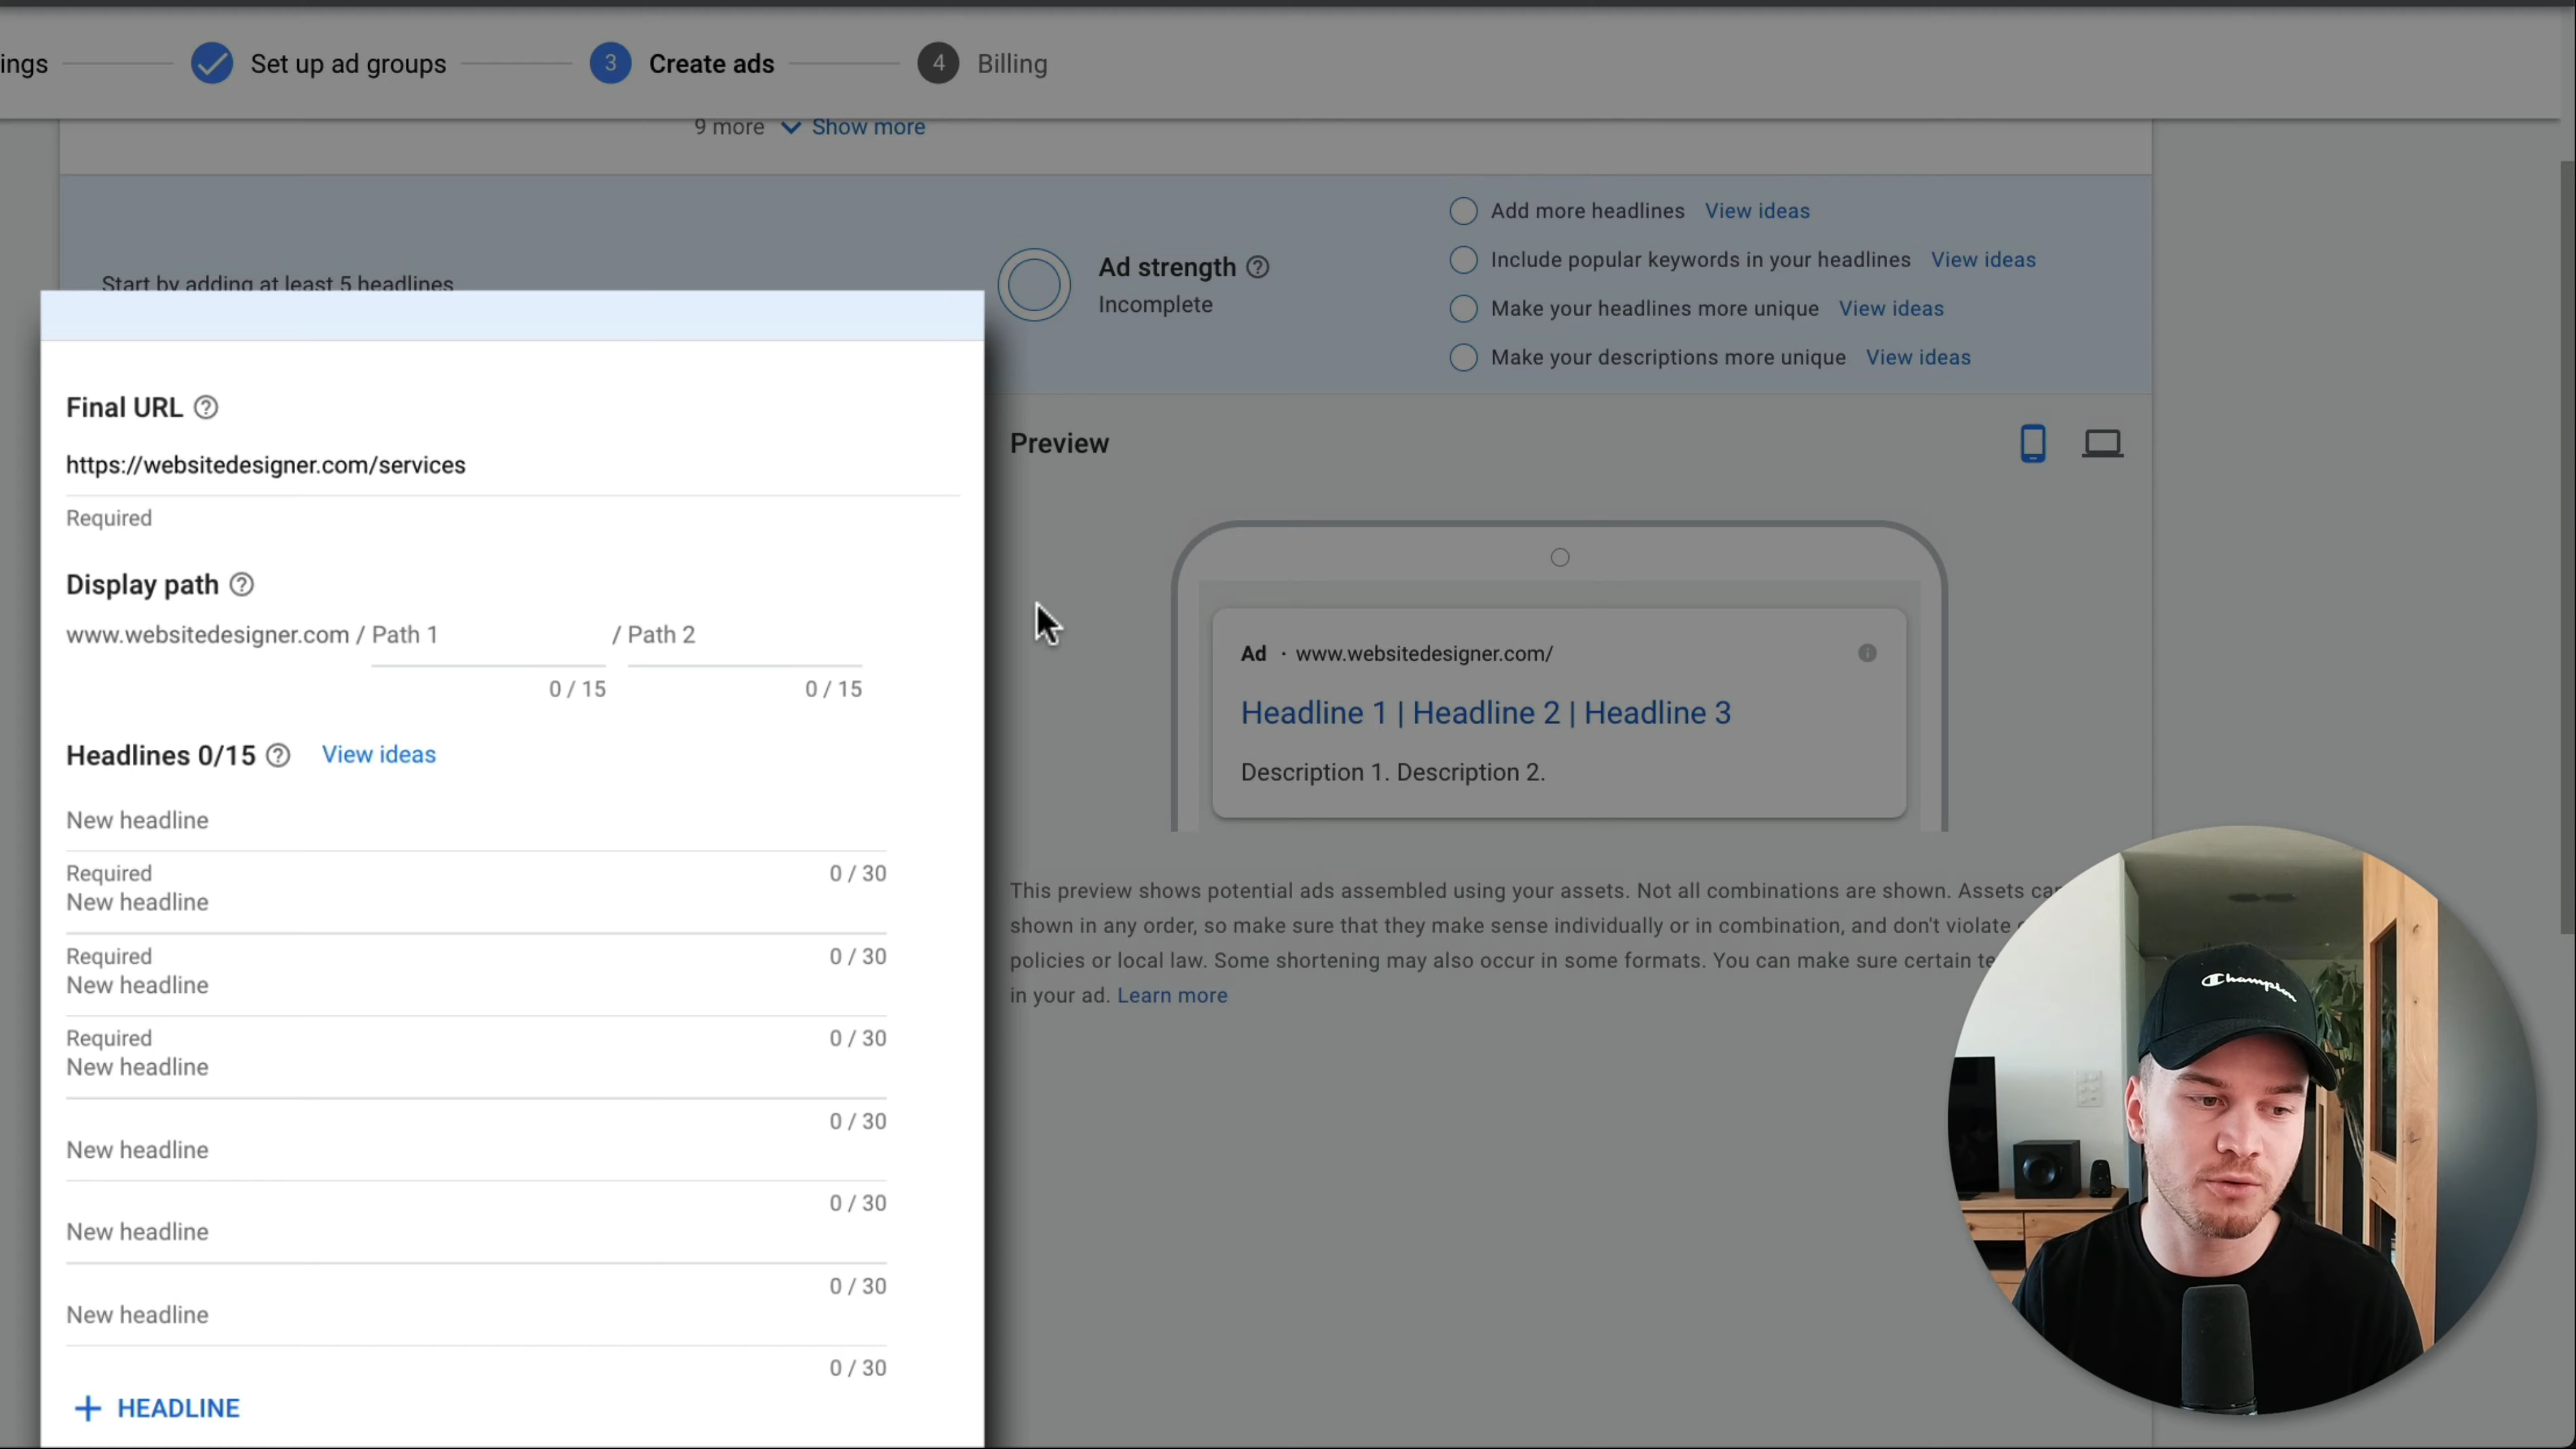 ings
Set up ad groups
3
Create ads
4
Billing
9 more
Show more
Start by adding at least 5 headlines
Ad strength
Incomplete
Add more headlines View ideas
Include popular keywords in your headlines View ideas
Make your headlines more unique View ideas
Make your descriptions more unique View ideas
Final URL
https://websitedesigner.com/services
Required
Display path
www.websitedesigner.com / Path 1 / Path 2
0 / 15
0 / 15
Headlines 0/15 View ideas
New headline
Required 0 / 30
New headline
Required 0 / 30
New headline
Required 0 / 30
New headline
0 / 30
New headline
0 / 30
New headline
0 / 30
New headline
0 / 30
+ HEADLINE
Preview
Ad · www.websitedesigner.com/
Headline 1 | Headline 2 | Headline 3
Description 1. Description 2.
This preview shows potential ads assembled using your assets. Not all combinations are shown. Assets ca
shown in any order, so make sure that they make sense individually or in combination, and don't violate
policies or local law. Some shortening may also occur in some formats. You can make sure certain te
in your ad. Learn more
Champion